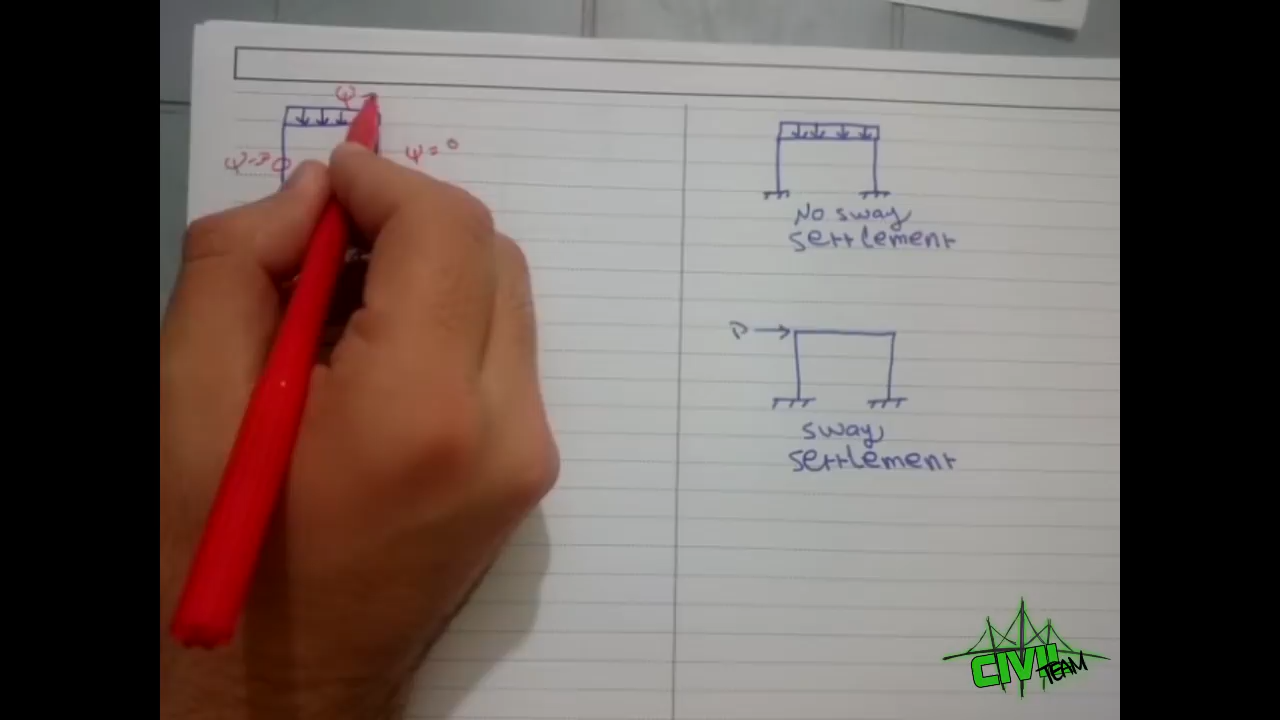 ψ
ψ = 0
No sway
settlement
P
sway
settlement
CIVIL
TEAM